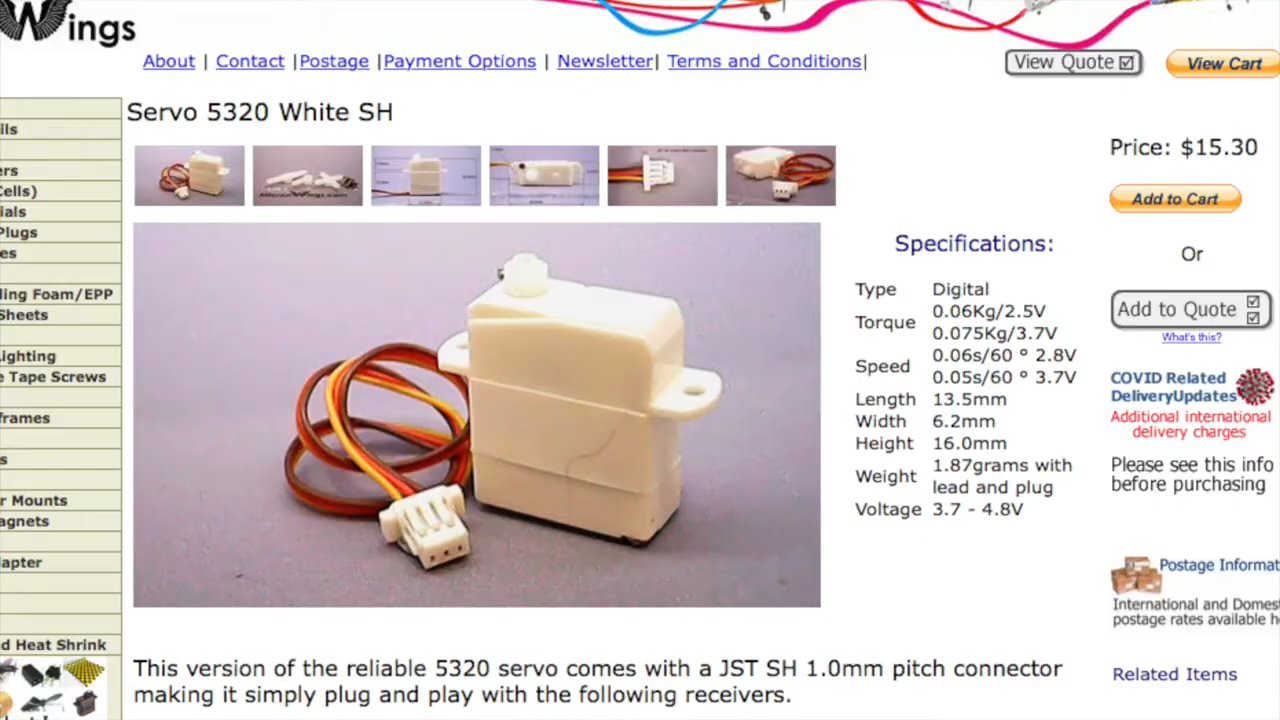 Wings
About | Contact |Postage |Payment Options | Newsletter| Terms and Conditions|
View Quote
View Cart
ils
ers
Cells)
ials
Plugs
es
ling Foam/EPP
Sheets
ighting
e Tape Screws
frames
s
r Mounts
agnets
apter
d Heat Shrink
Servo 5320 White SH
Specifications:
Type Digital
Torque 0.06Kg/2.5V
0.075Kg/3.7V
Speed 0.06s/60 ° 2.8V
0.05s/60 ° 3.7V
Length 13.5mm
Width 6.2mm
Height 16.0mm
Weight 1.87grams with
lead and plug
Voltage 3.7 - 4.8V
This version of the reliable 5320 servo comes with a JST SH 1.0mm pitch connector
making it simply plug and play with the following receivers.
Price: $15.30
Add to Cart
Or
Add to Quote
What's this?
COVID Related
DeliveryUpdates
Additional international
delivery charges
Please see this info
before purchasing
Postage Informat
International and Domes
postage rates available h
Related Items